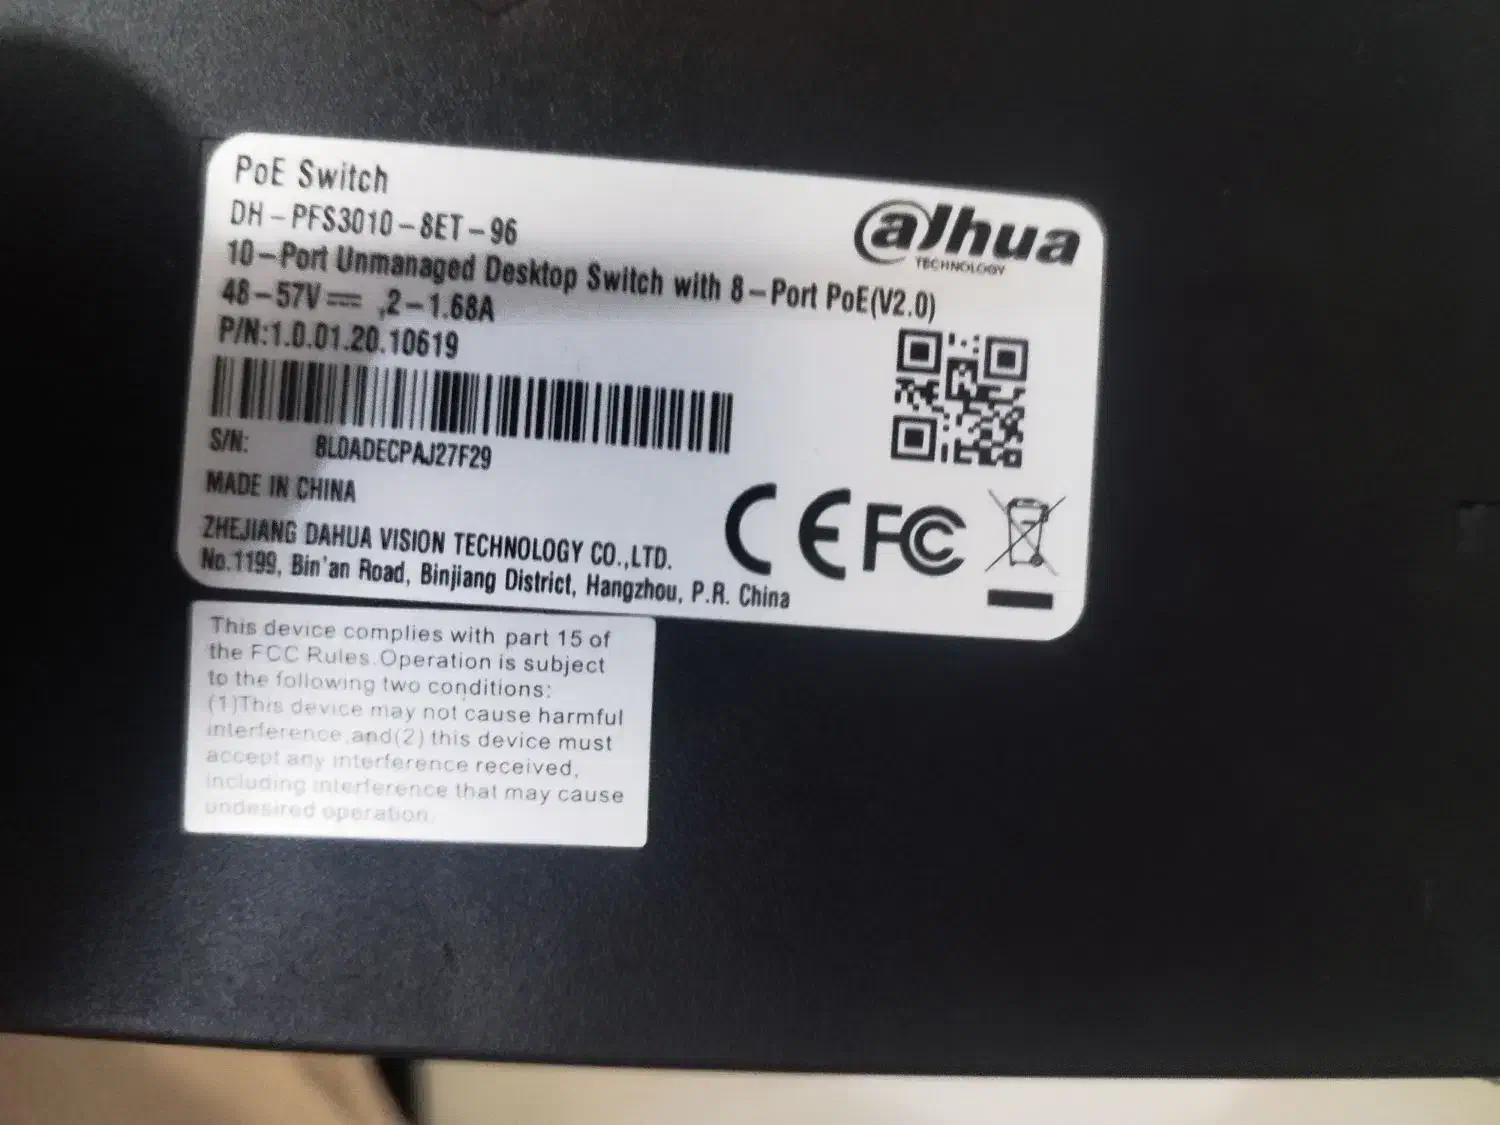 PoE Switch
DH-PFS3010-8ET-96
10-Port Unmanaged Desktop Switch with 8-Port PoE(V2.0)
48-57V⎓ ,2-1.68A
P/N:1.0.01.20.10619
S/N: 8L0ADECPAJ27F29
MADE IN CHINA
ZHEJIANG DAHUA VISION TECHNOLOGY CO.,LTD.
No.1199, Bin'an Road, Binjiang District, Hangzhou, P.R. China
alhua
TECHNOLOGY
CE FC
This device complies with part 15 of
the FCC Rules.Operation is subject
to the following two conditions:
(1)This device may not cause harmful
interference,and(2) this device must
accept any interference received,
including interference that may cause
undesired operation.